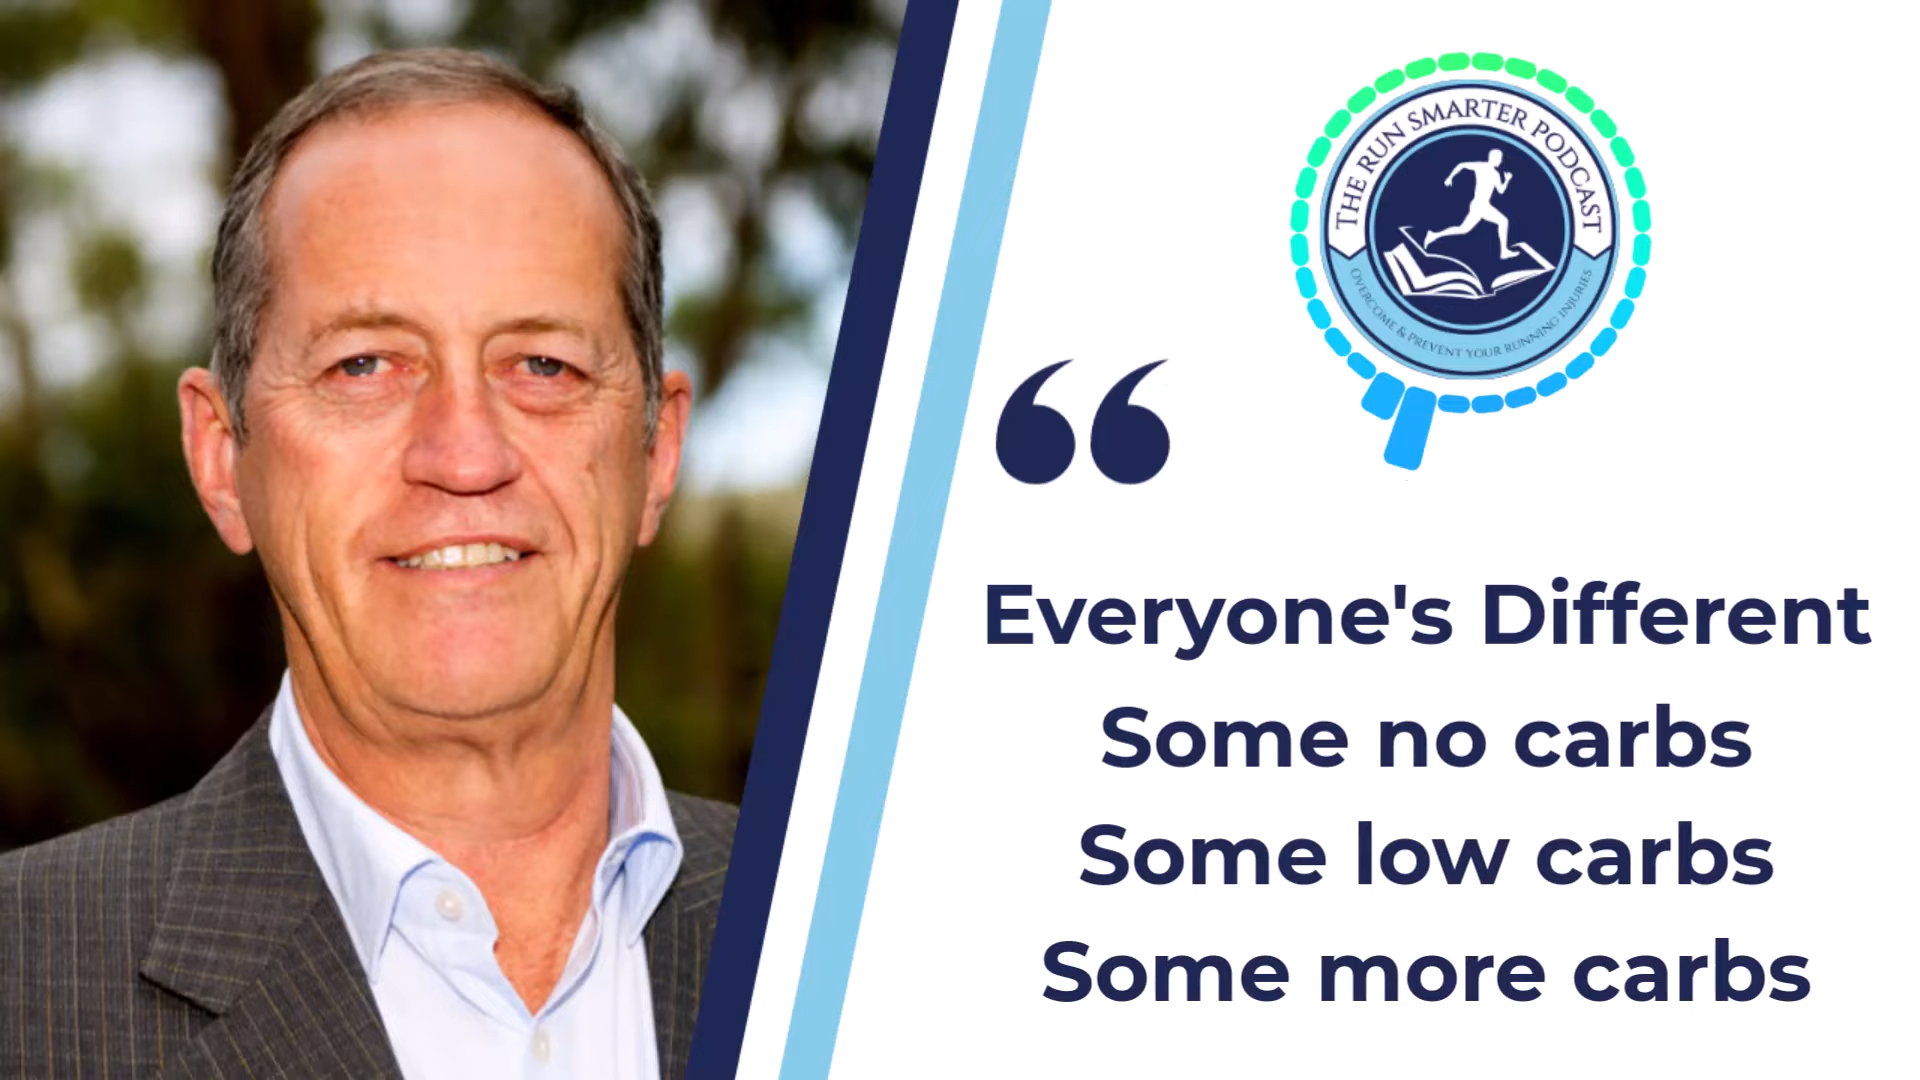 THE RUN SMARTER PODCAST
OVERCOME & PREVENT YOUR RUNNING INJURIES
“
Everyone's Different
Some no carbs
Some low carbs
Some more carbs